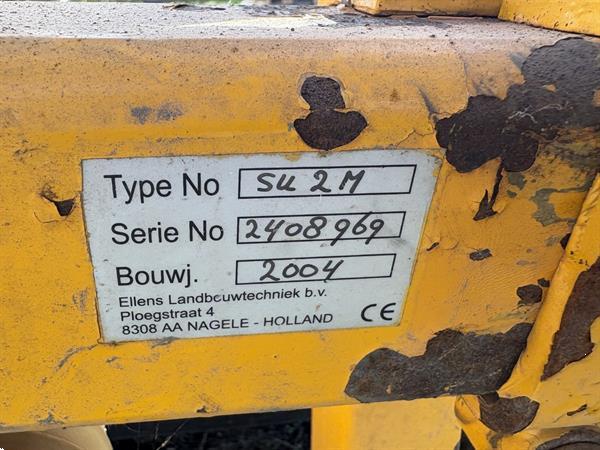 Type No SU 2M
Serie No 2408969
Bouwj. 2004
Ellens Landbouwtechniek b.v.
Ploegstraat 4
8308 AA NAGELE - HOLLAND CE